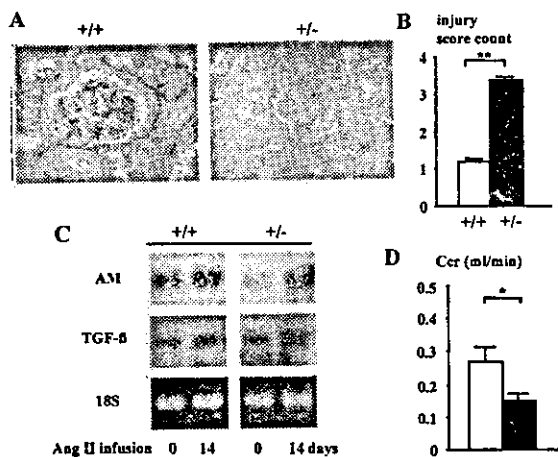 A
+/+ +/-
B injury
score count
**
4
3
2
1
0
+/+ +/-
C +/+ +/-
AM
TGF-ß
18S
Ang II infusion 0 14 0 14 days
D Ccr (ml/min)
*
0.5
0.4
0.3
0.2
0.1
0